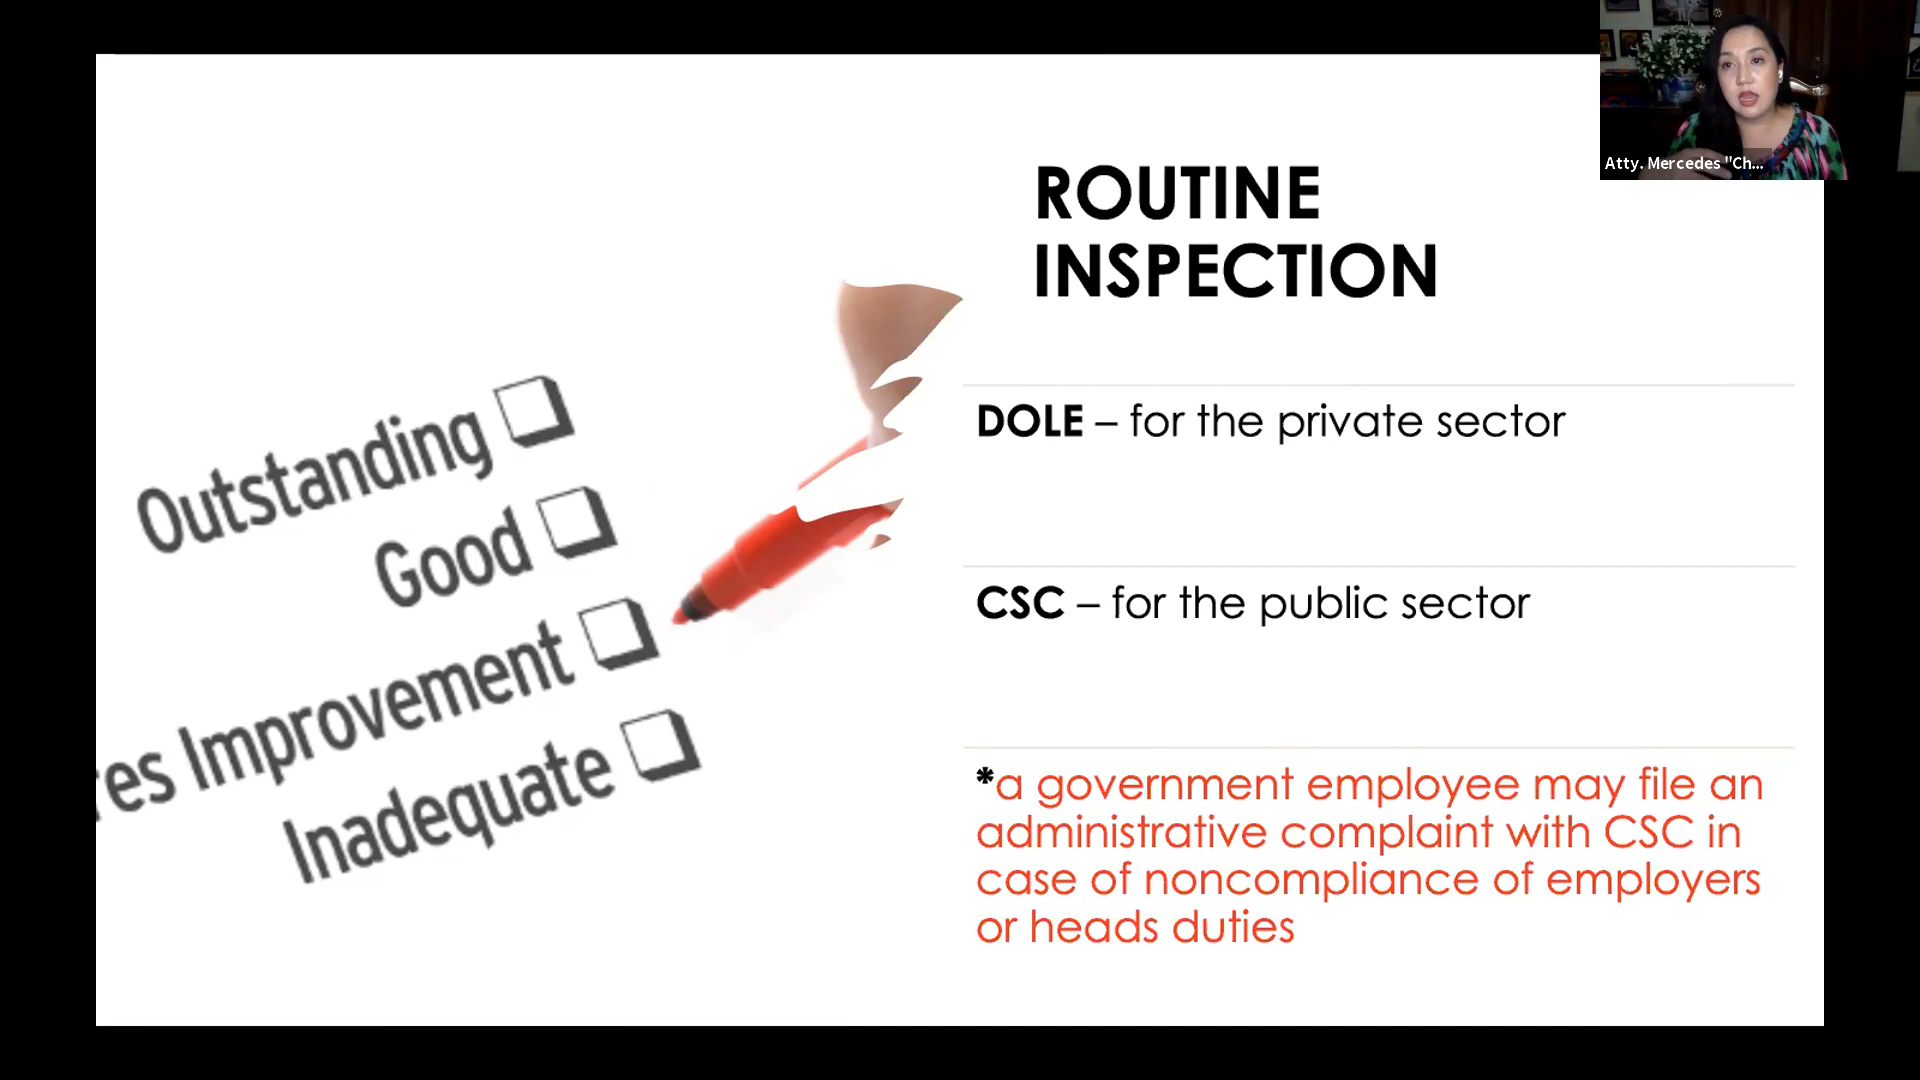 Atty. Mercedes "Ch...
ROUTINE
INSPECTION
DOLE – for the private sector
CSC – for the public sector
*a government employee may file an
administrative complaint with CSC in
case of noncompliance of employers
or heads duties
Outstanding
Good
res Improvement
Inadequate